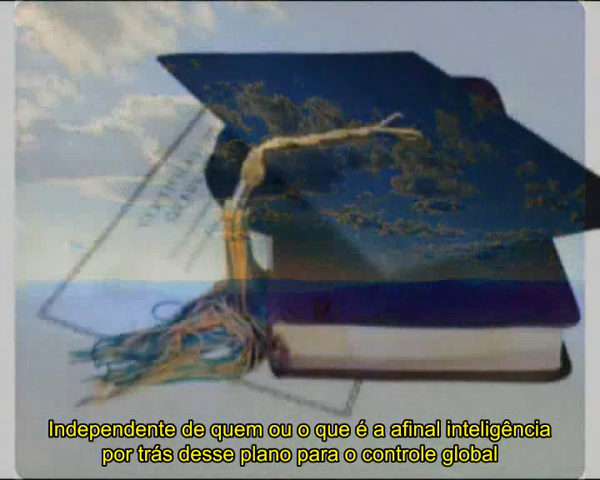 Independente de quem ou o que é a afinal inteligência
por trás desse plano para o controle global